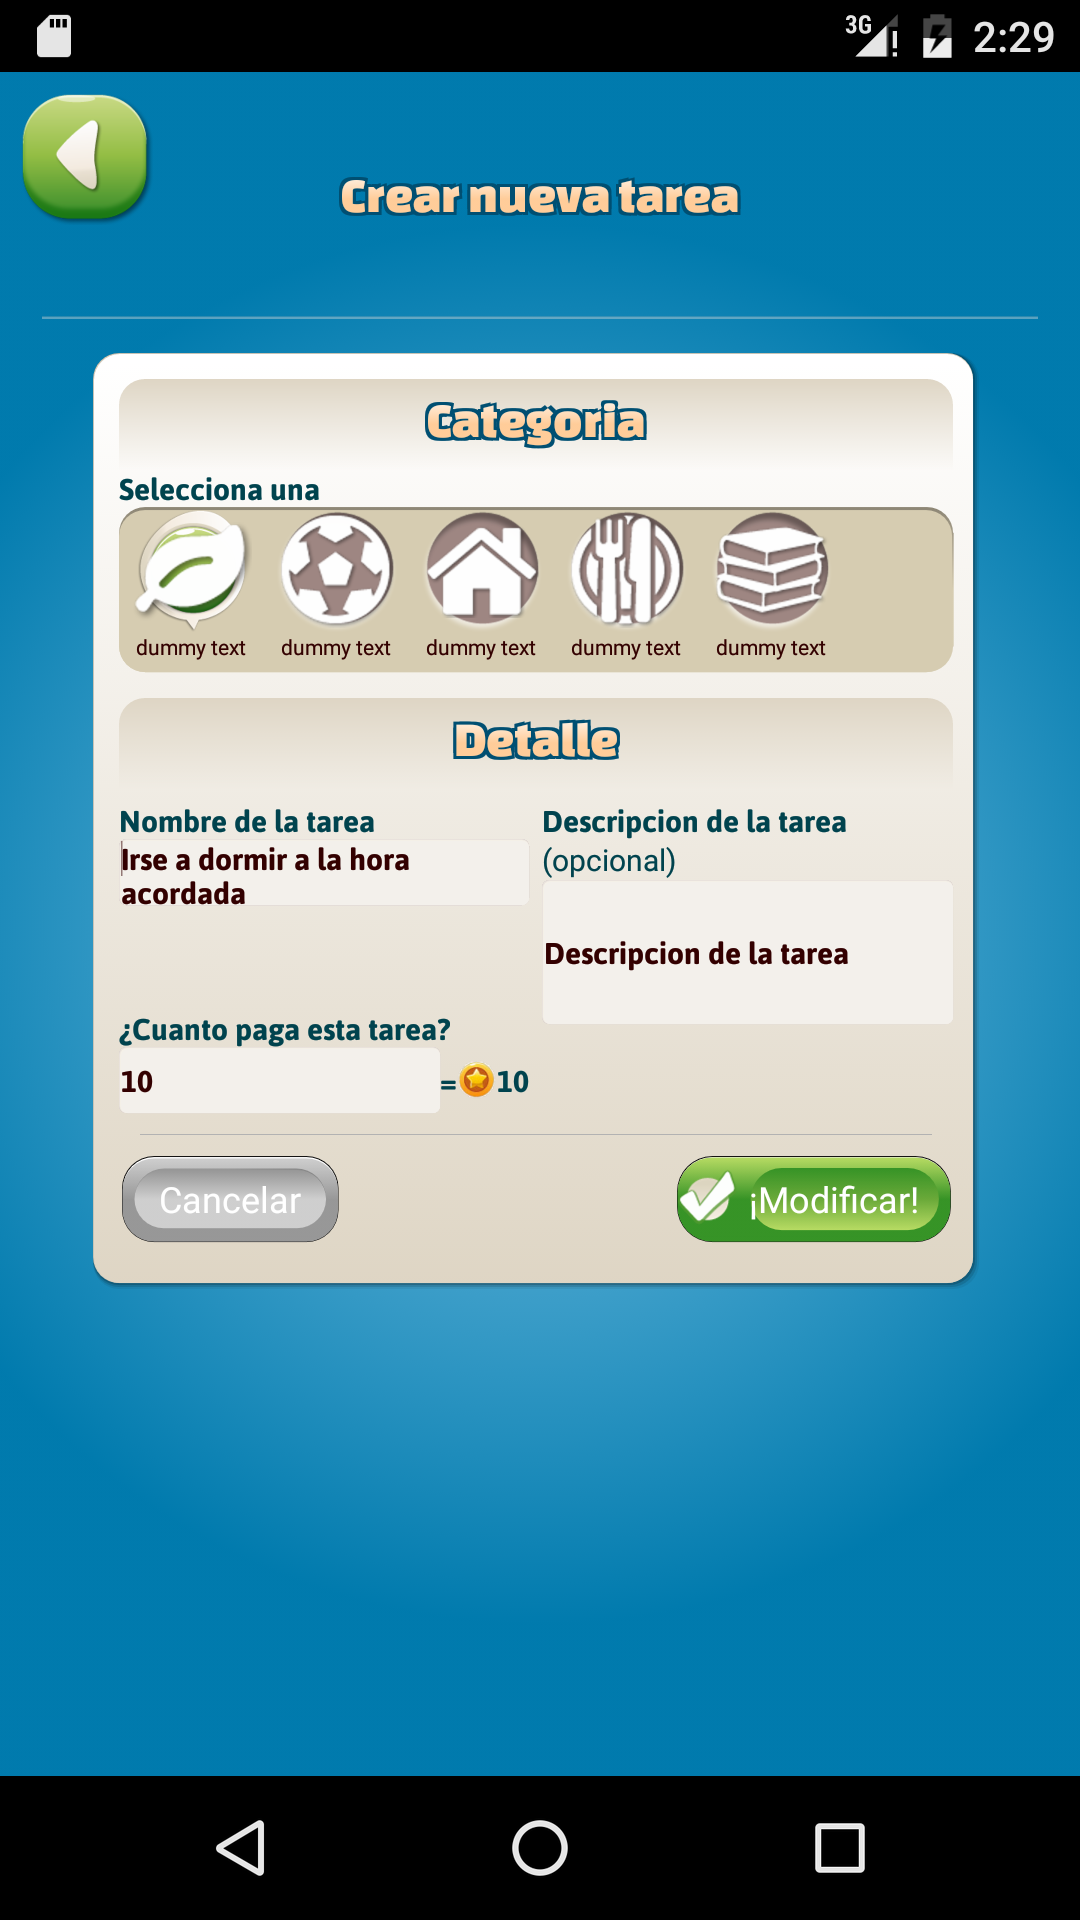 3G 2:29
Crear nueva tarea
Categoria
Selecciona una
dummy text dummy text dummy text dummy text dummy text
Detalle
Nombre de la tarea
Irse a dormir a la hora
acordada
Descripcion de la tarea
(opcional)
Descripcion de la tarea
¿Cuanto paga esta tarea?
10 = 10
Cancelar ¡Modificar!